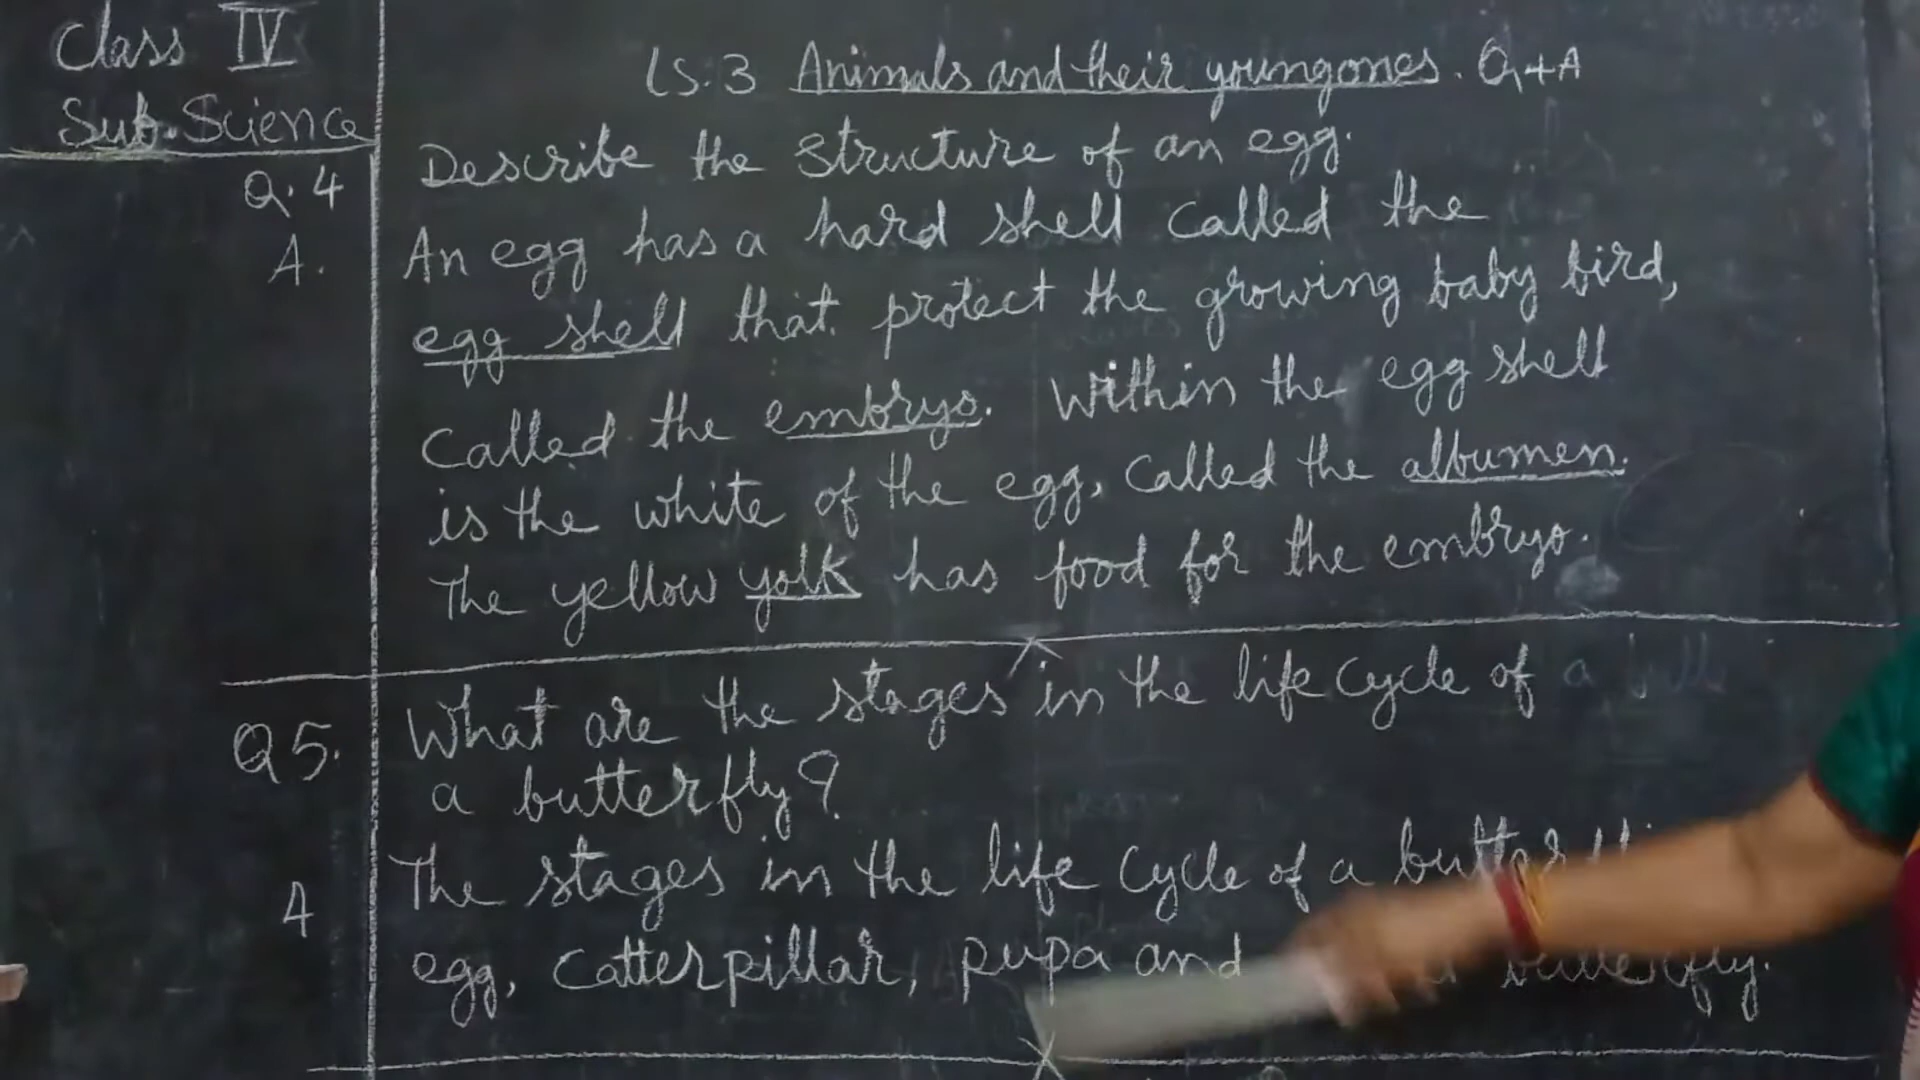 Class IV
Sub. Science
LS.3 Animals and their youngones. Q+A
Q.4 Describe the structure of an egg.
A. An egg has a hard shell called the
egg shell that protect the growing baby bird,
Called the embryo. Within the egg shell
is the white of the egg, called the albumen.
The yellow yolk has food for the embryo.
Q5. What are the stages in the life cycle of
a butterfly?
A The stages in the life cycle of a
egg, catterpillar, pupa and butterfly.